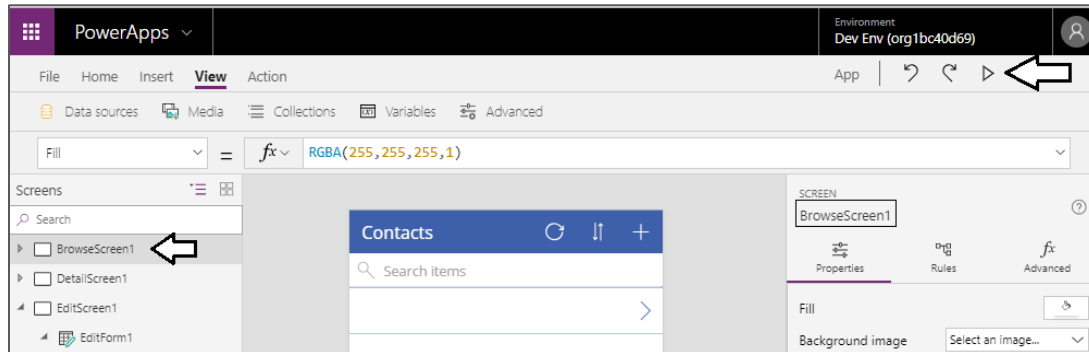 PowerApps
Environment
Dev Env (org1bc40d69)
File Home Insert View Action App
Data sources Media Collections Variables Advanced
Fill = fx RGBA(255,255,255,1)
Screens
Search
BrowseScreen1
DetailScreen1
EditScreen1
EditForm1
Contacts
Search items
SCREEN
BrowseScreen1
Properties Rules Advanced
fx
Fill
Background image Select an image...